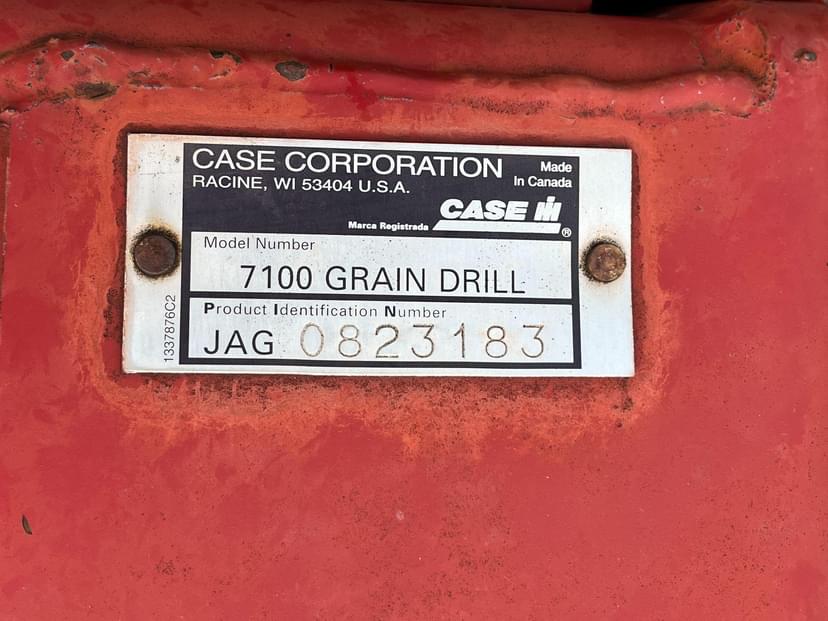 CASE CORPORATION
RACINE, WI 53404 U.S.A.
Made
In Canada
CASE IH
Marca Registrada
®
Model Number
7100 GRAIN DRILL
Product Identification Number
JAG 0823183
1337876C2